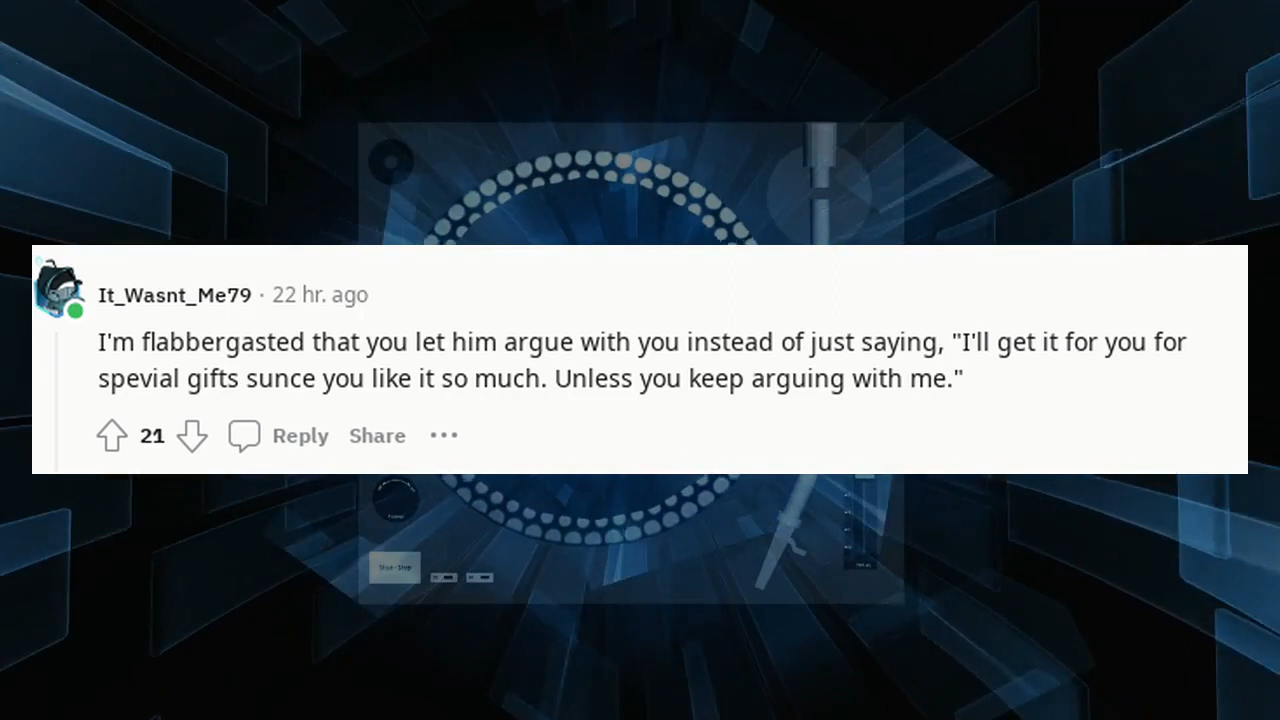 It_Wasnt_Me79 · 22 hr. ago
I'm flabbergasted that you let him argue with you instead of just saying, "I'll get it for you for
spevial gifts sunce you like it so much. Unless you keep arguing with me."
21 Reply Share
Start · Stop